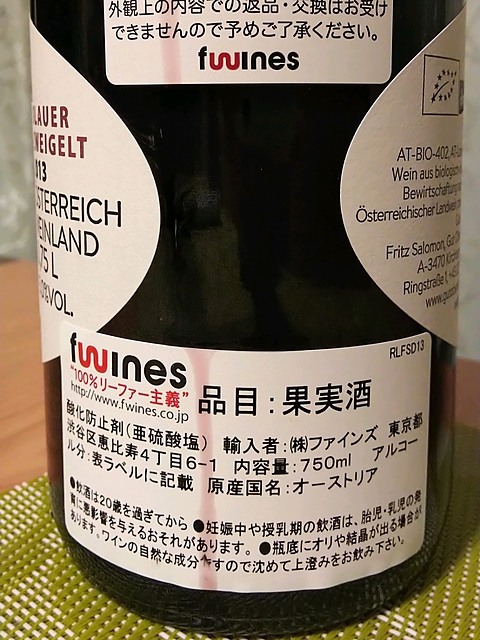 外観上の内容での返品・交換はお受け
できませんので予めご了承ください。
fwines
LAUER
WEIGELT
013
STERREICH
EINLAND
75 L
0%VOL.
AT-BIO-402,
Wein aus biologisch
Bewirtschaftung
Österreichischer Landwei
Fritz Salomon, Gut
A-3470 Kirch
Ringstraße 1,
www.
RLFSD13
fwines
"100%リーファー主義"
http://www.fwines.co.jp
品目:果実酒
酸化防止剤(亜硫酸塩) 輸入者:㈱ファインズ 東京都
渋谷区恵比寿4丁目6-1 内容量:750ml アルコー
ル分:表ラベルに記載 原産国名:オーストリア
●飲酒は20歳を過ぎてから ●妊娠中や授乳期の飲酒は、胎児・乳児の発
育に悪影響を与えるおそれがあります。 ●瓶底にオリや結晶が出る場合が
あります。ワインの自然な成分ですので沈めて上澄みをお飲み下さい。